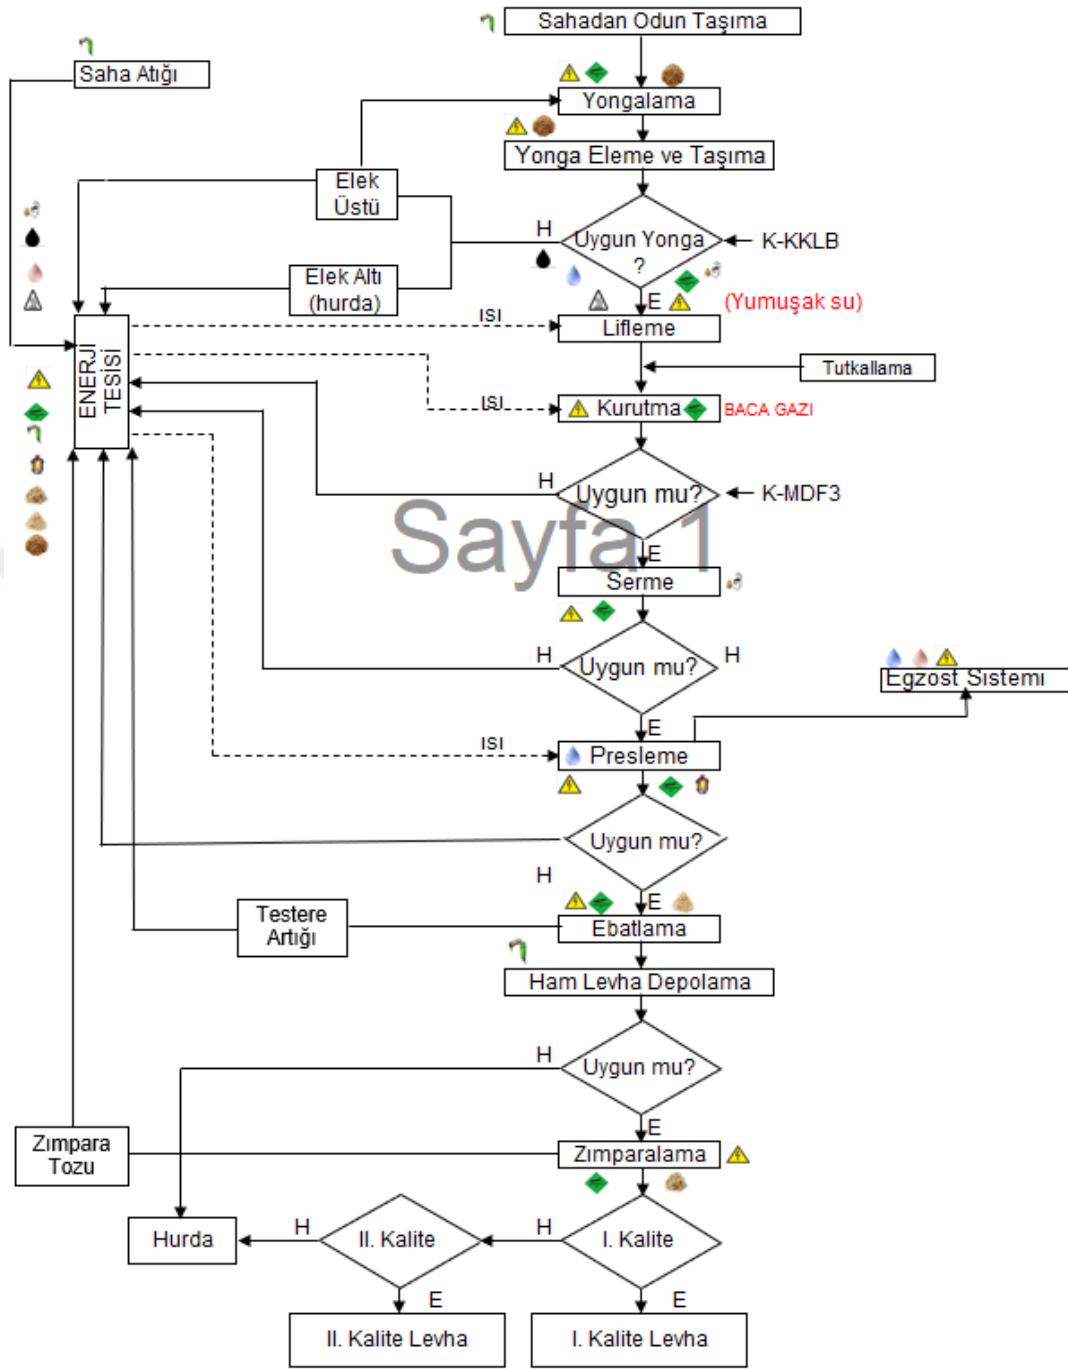 Sahadan Odun Taşıma
Saha Atığı
Yongalama
Yonga Eleme ve Taşıma
Elek
Üstü
H
Uygun Yonga
?
K-KKLB
Elek Altı
(hurda)
E
(Yumuşak su)
ISI
Lifleme
ENERJİ
TESİSİ
Tutkallama
ISI
Kurutma
BACA GAZI
H
Uygun mu?
K-MDF3
Sayfa 1
E
Serme
H
Uygun mu?
H
Egzost Sistemi
E
ISI
Presleme
Uygun mu?
H
E
Testere
Artığı
Ebatlama
Ham Levha Depolama
H
Uygun mu?
E
Zımpara
Tozu
Zımparalama
Hurda
H
II. Kalite
H
I. Kalite
E
E
II. Kalite Levha
I. Kalite Levha